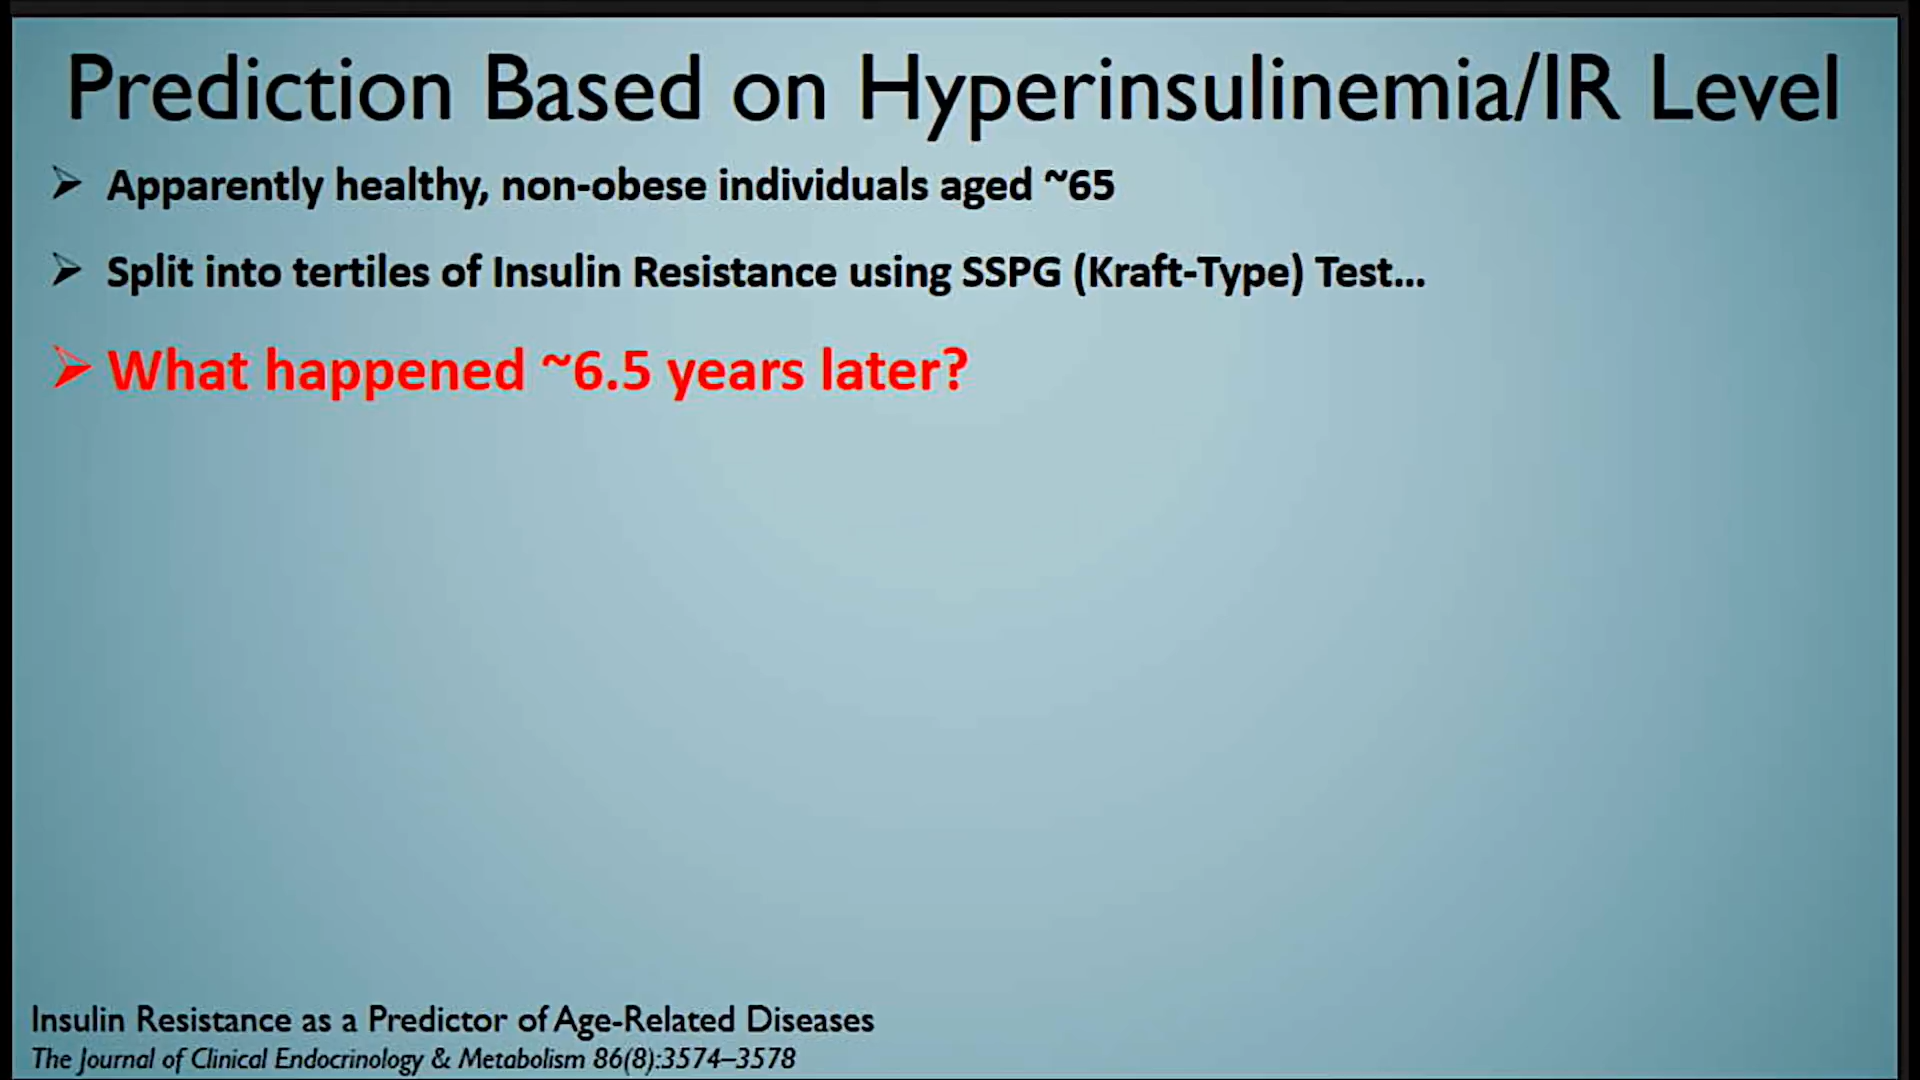 Prediction Based on Hyperinsulinemia/IR Level
➢ Apparently healthy, non-obese individuals aged ~65
➢ Split into tertiles of Insulin Resistance using SSPG (Kraft-Type) Test...
➢ What happened ~6.5 years later?
Insulin Resistance as a Predictor of Age-Related Diseases
The Journal of Clinical Endocrinology & Metabolism 86(8):3574–3578